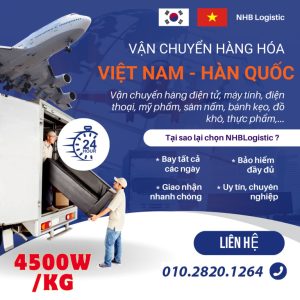 NHB Logistic
VẬN CHUYỂN HÀNG HÓA
VIỆT NAM - HÀN QUỐC
Vận chuyển hàng điện tử, máy tính, điện
thoại, mỹ phẩm, sâm nấm, bánh kẹo, đồ
khô, thực phẩm,...
Tại sao lại chọn NHBLogistic ?
24
HOUR
• Bay tất cả
các ngày
• Bảo hiểm
đầy đủ
• Giao nhận
nhanh chóng
• Uy tín, chuyên
nghiệp
4500W
/KG
LIÊN HỆ
010.2820.1264